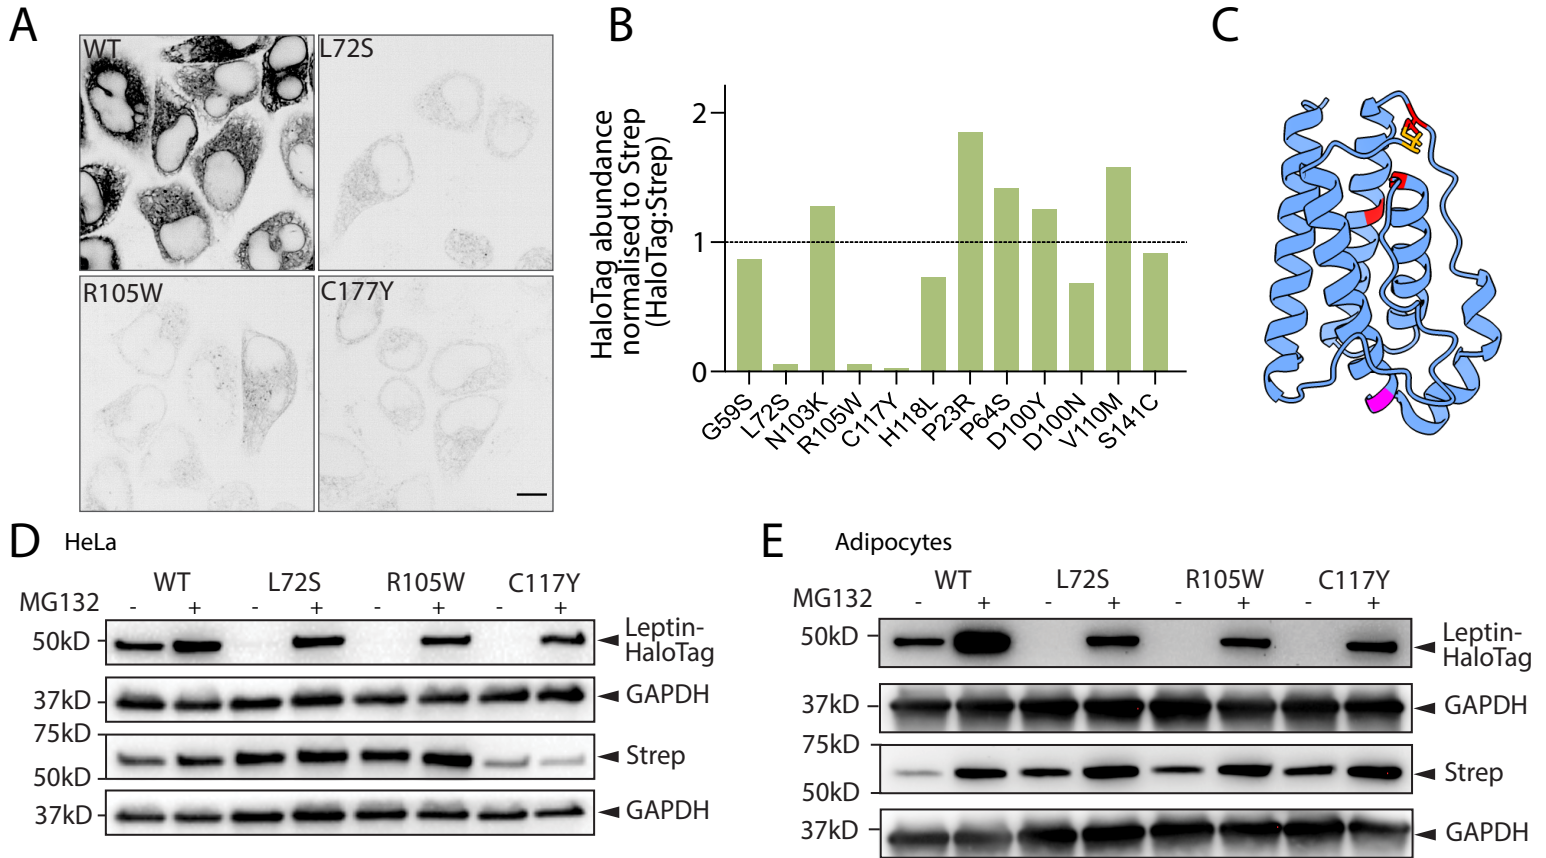 A
WT
L72S
R105W
C177Y
B
HaloTag abundance
normalised to Strep
(HaloTag:Strep)
2
1
0
G59S
L72S
N103K
R105W
C117Y
H118L
P23R
P64S
D100Y
D100N
V110M
S141C
C
D HeLa
WT L72S R105W C117Y
MG132 - + - + - + - +
50kD
Leptin-
HaloTag
37kD
GAPDH
75kD
Strep
50kD
37kD
GAPDH
E Adipocytes
WT L72S R105W C117Y
MG132 - + - + - + - +
50kD
Leptin-
HaloTag
37kD
GAPDH
75kD
Strep
50kD
37kD
GAPDH